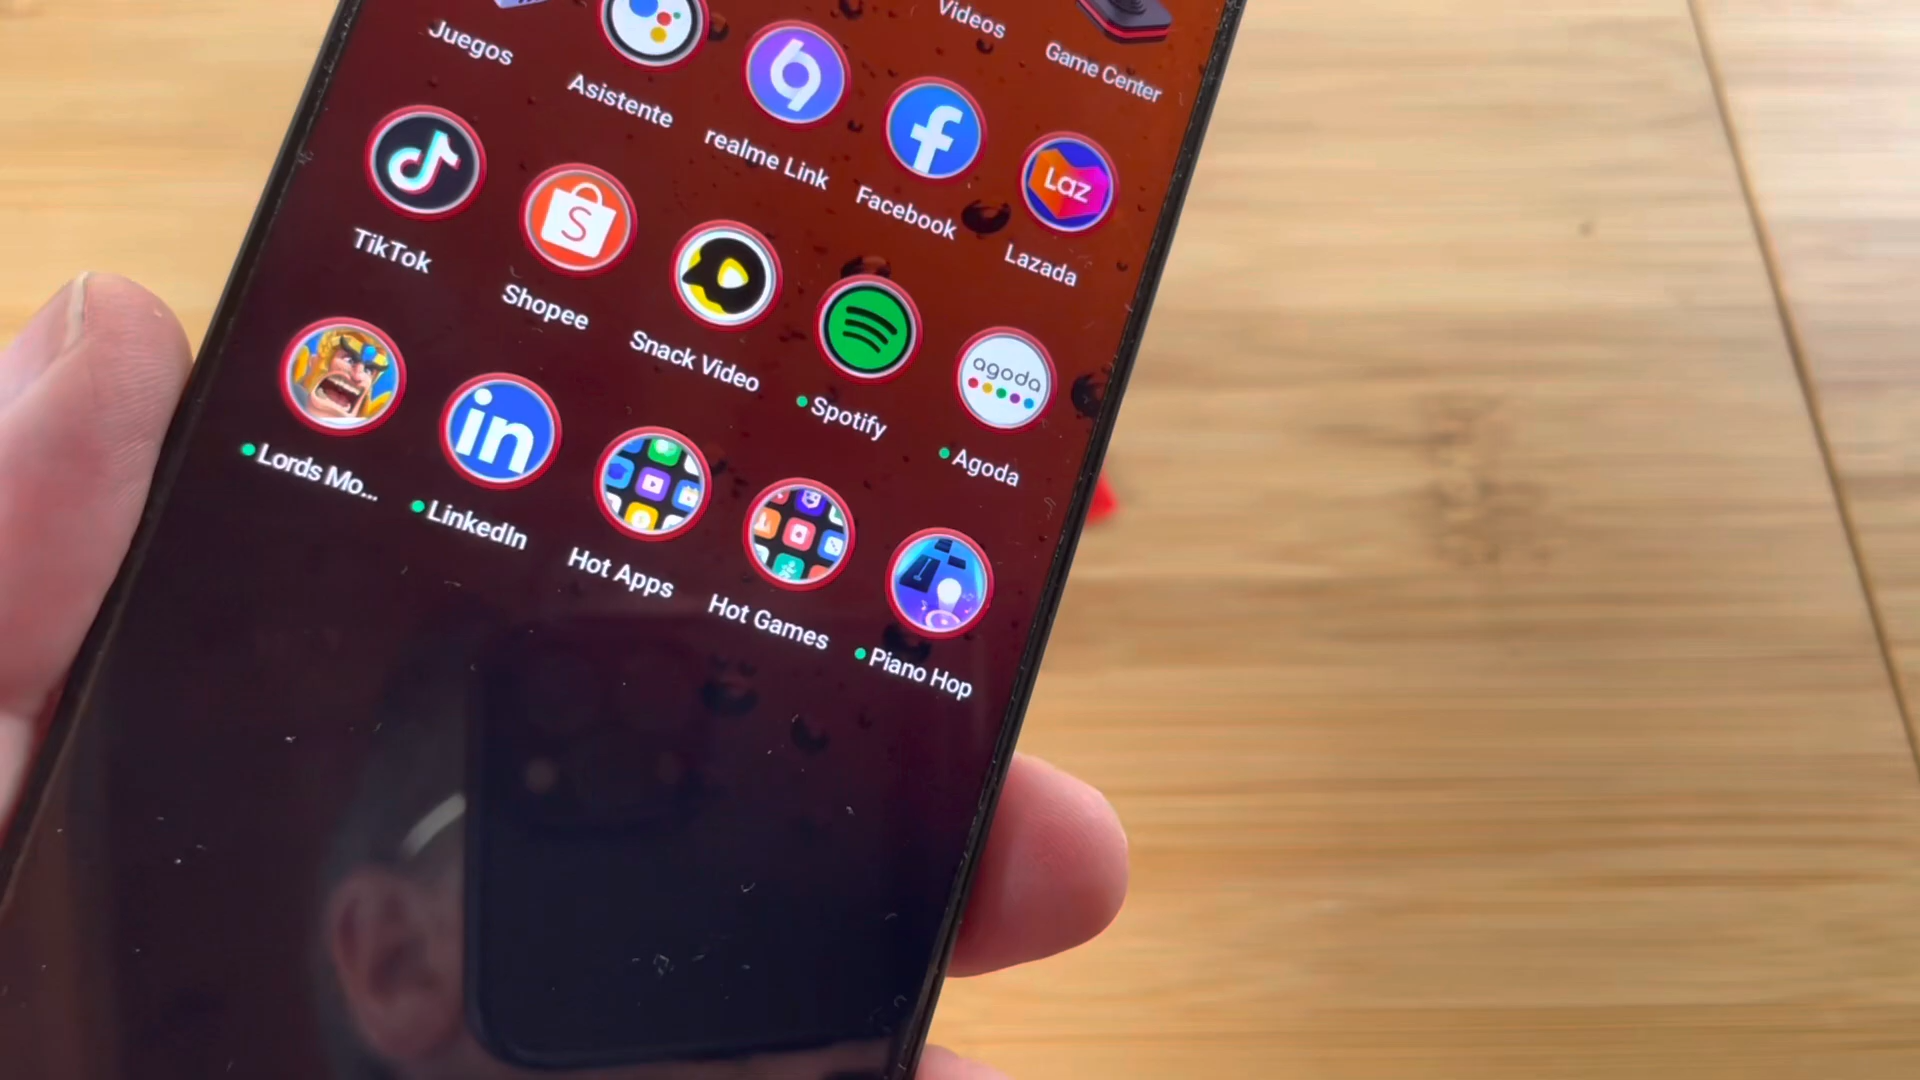 Juegos
Asistente
Videos
Game Center
TikTok
realme Link
Facebook
Laz
Lazada
S
Shopee
Snack Video
Spotify
agoda
Agoda
Lords Mo...
in
LinkedIn
Hot Apps
Hot Games
Piano Hop